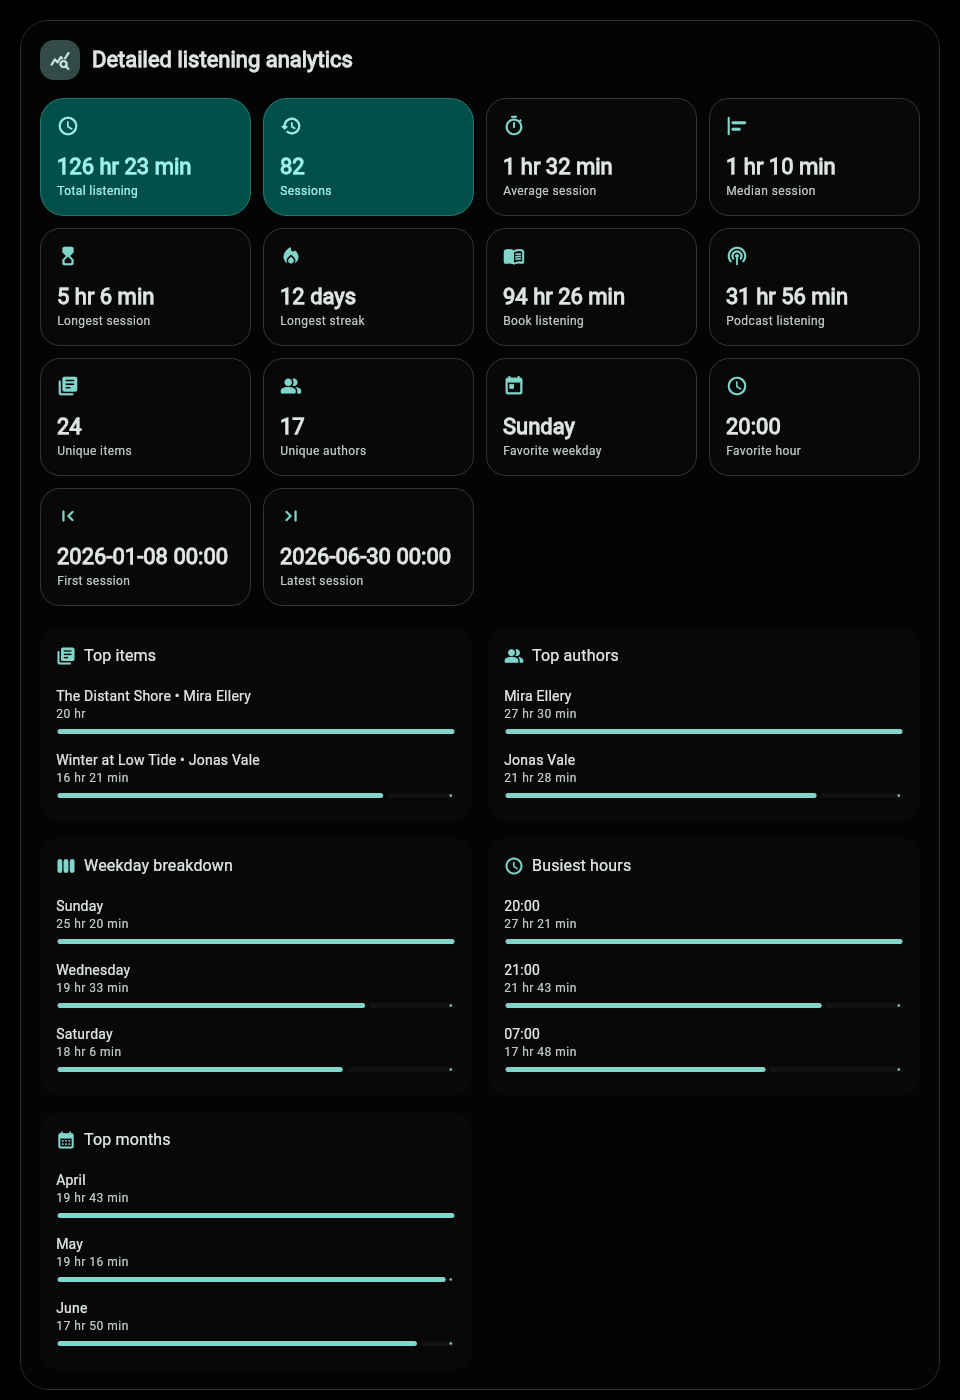 Detailed listening analytics
126 hr 23 min
Total listening
82
Sessions
1 hr 32 min
Average session
1 hr 10 min
Median session
5 hr 6 min
Longest session
12 days
Longest streak
94 hr 26 min
Book listening
31 hr 56 min
Podcast listening
24
Unique items
17
Unique authors
Sunday
Favorite weekday
20:00
Favorite hour
2026-01-08 00:00
First session
2026-06-30 00:00
Latest session
Top items
The Distant Shore • Mira Ellery
20 hr
Winter at Low Tide • Jonas Vale
16 hr 21 min
Top authors
Mira Ellery
27 hr 30 min
Jonas Vale
21 hr 28 min
Weekday breakdown
Sunday
25 hr 20 min
Wednesday
19 hr 33 min
Saturday
18 hr 6 min
Busiest hours
20:00
27 hr 21 min
21:00
21 hr 43 min
07:00
17 hr 48 min
Top months
April
19 hr 43 min
May
19 hr 16 min
June
17 hr 50 min